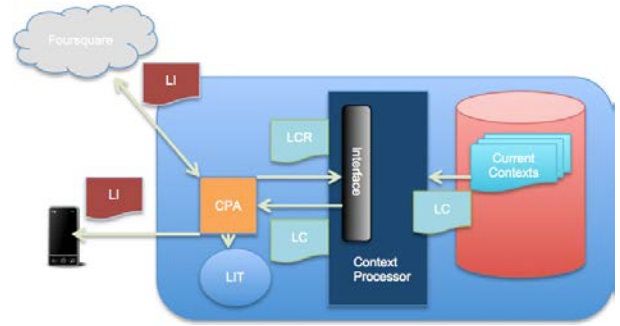 Foursquare
LI
LCR
LI
Interface
Current
Contexts
CPA
LC
LC
LIT
Context
Processor